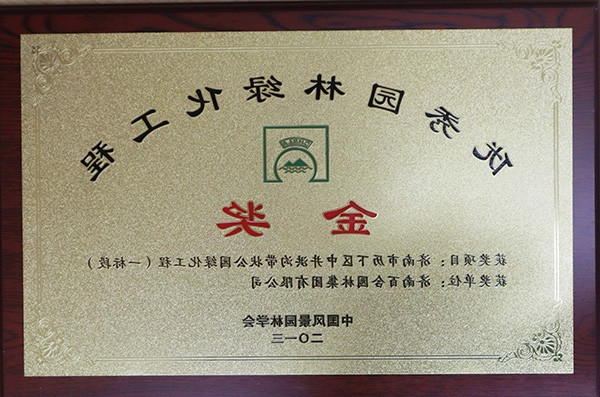 优秀园林绿化工程
金奖
获奖项目：济南市历下区中井洪沟带状公园绿化工程（一标段）
获奖单位：济南百合园林集团有限公司
中国风景园林学会
二〇一三